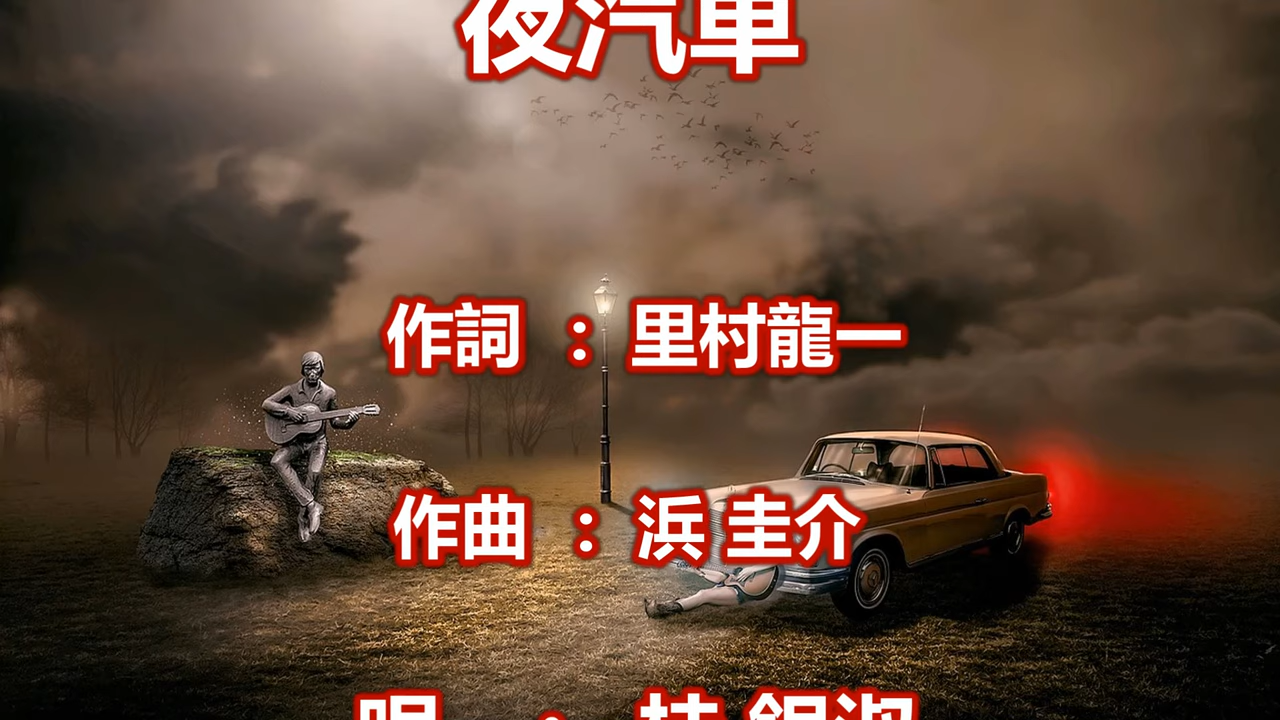 夜汽車
作詞 ： 里村龍一
作曲 ： 浜 圭介